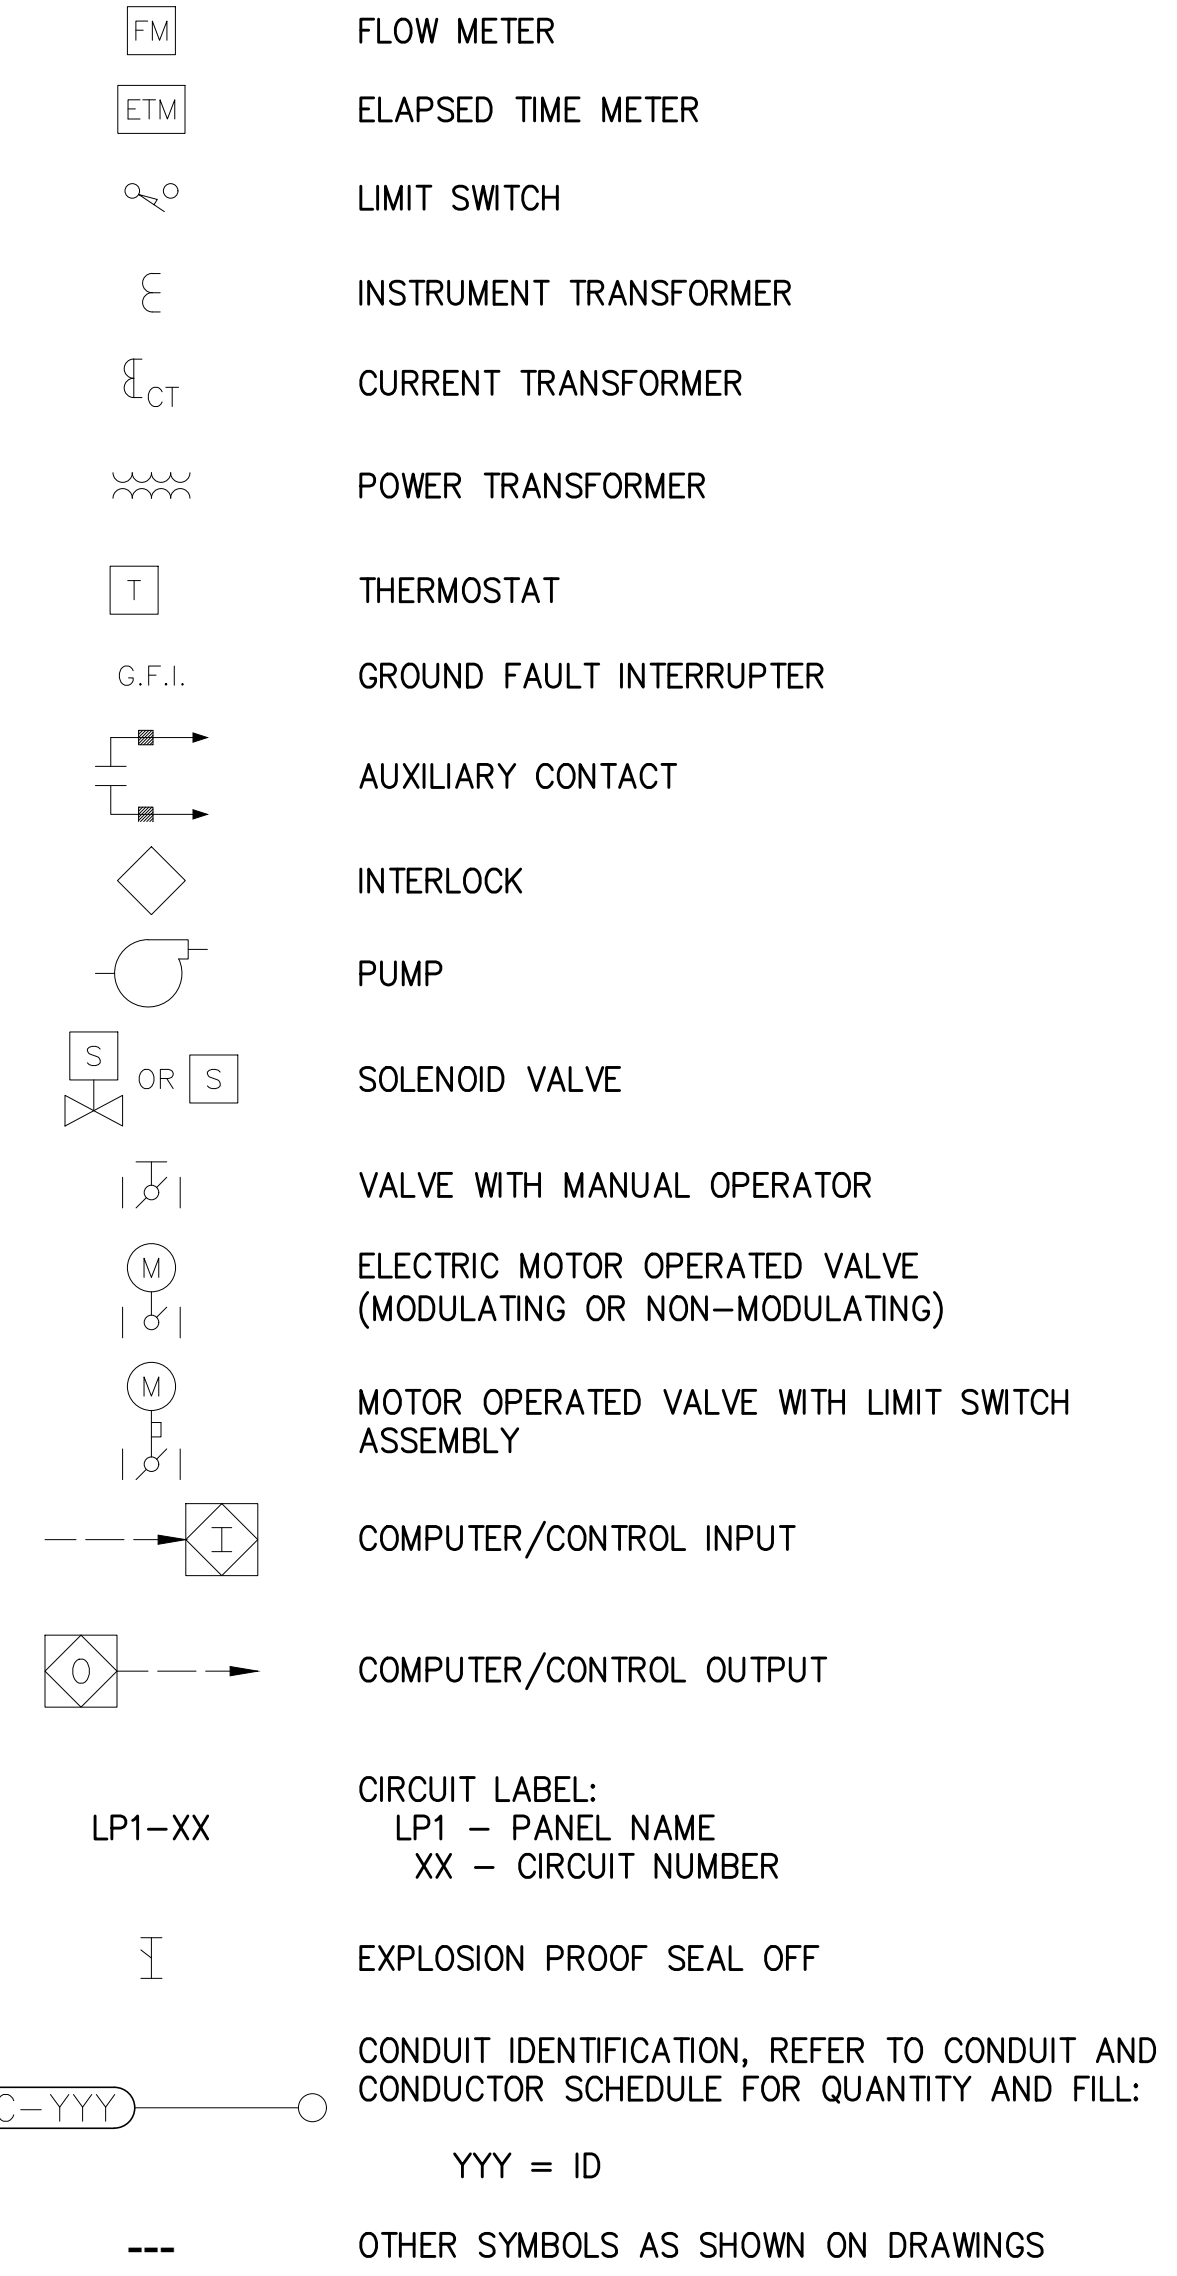 FM FLOW METER
ETM ELAPSED TIME METER
LIMIT SWITCH
INSTRUMENT TRANSFORMER
CT CURRENT TRANSFORMER
POWER TRANSFORMER
T THERMOSTAT
G.F.I. GROUND FAULT INTERRUPTER
AUXILIARY CONTACT
INTERLOCK
PUMP
S OR S SOLENOID VALVE
VALVE WITH MANUAL OPERATOR
M ELECTRIC MOTOR OPERATED VALVE
(MODULATING OR NON-MODULATING)
M MOTOR OPERATED VALVE WITH LIMIT SWITCH
ASSEMBLY
I COMPUTER/CONTROL INPUT
O COMPUTER/CONTROL OUTPUT
CIRCUIT LABEL:
LP1-XX LP1 - PANEL NAME
XX - CIRCUIT NUMBER
EXPLOSION PROOF SEAL OFF
CONDUIT IDENTIFICATION, REFER TO CONDUIT AND
CONDUCTOR SCHEDULE FOR QUANTITY AND FILL:
C-YYY
YYY = ID
--- OTHER SYMBOLS AS SHOWN ON DRAWINGS